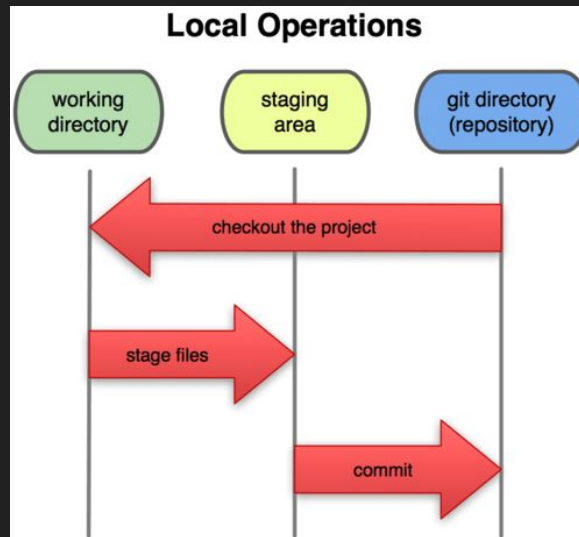 Local Operations
working
directory
staging
area
git directory
(repository)
checkout the project
stage files
commit